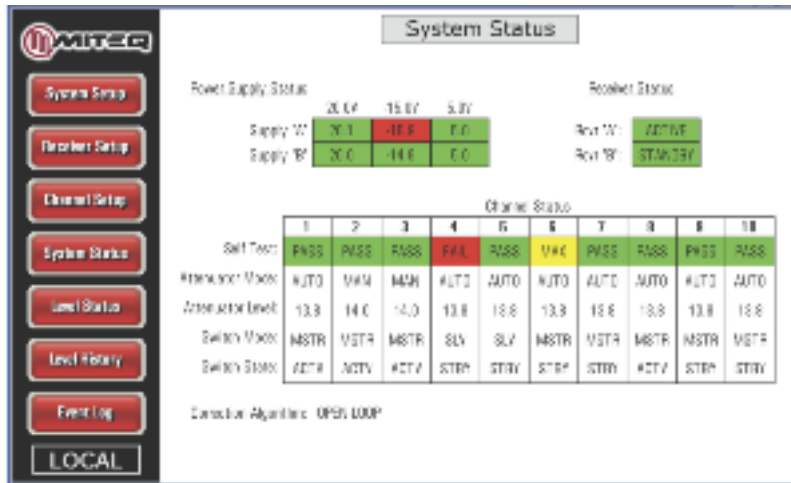 MITEQ
System Status
System Setup
Receiver Setup
Channel Setup
System Status
Level Status
Level History
Event Log
LOCAL
Power Supply Status
20.0V -15.0V 5.0V
Supply 'A': 20.1
Supply 'B': 20.0 -14.8 5.0
Receiver Status
Rcvr 'A': ACTIVE
Rcvr 'B': STANDBY
Channel Status
1 2 3 4 5 6 7 8 9 10
Self Test: PASS PASS PASS FAIL PASS PASS PASS PASS PASS
Attenuator Mode: AUTO MAN MAN AUTO AUTO AUTO AUTO AUTO AUTO AUTO
Attenuator Level: 13.8 14.0 14.0 13.8 13.8 13.8 13.8 13.8 13.8 13.8
Switch Mode: MSTR MSTR MSTR SLV SLV MSTR MSTR MSTR MSTR MSTR
Switch State: ACTV ACTV ACTV STBY STBY STBY STBY ACTV STBY STBY
Correction Algorithm: OPEN LOOP